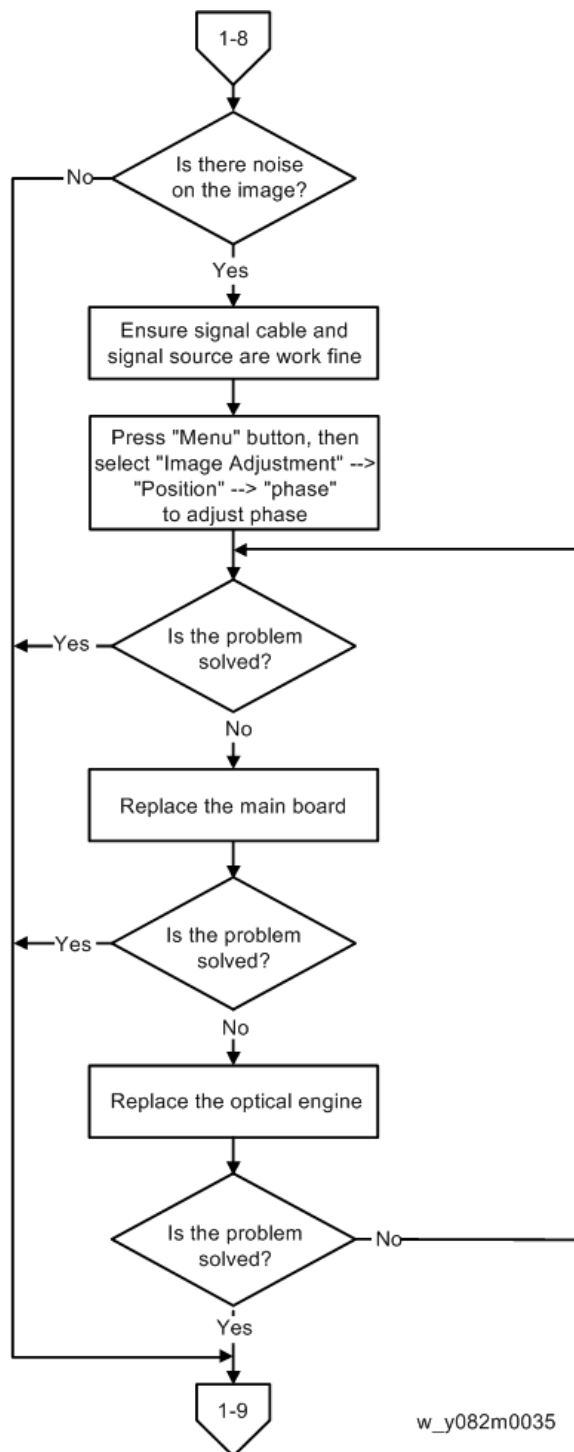 1-8
Is there noise
on the image?
No
Yes
Ensure signal cable and
signal source are work fine
Press "Menu" button, then
select "Image Adjustment" -->
"Position" --> "phase"
to adjust phase
Is the problem
solved?
Yes
No
Replace the main board
Is the problem
solved?
Yes
No
Replace the optical engine
Is the problem
solved?
No
Yes
1-9
w_y082m0035